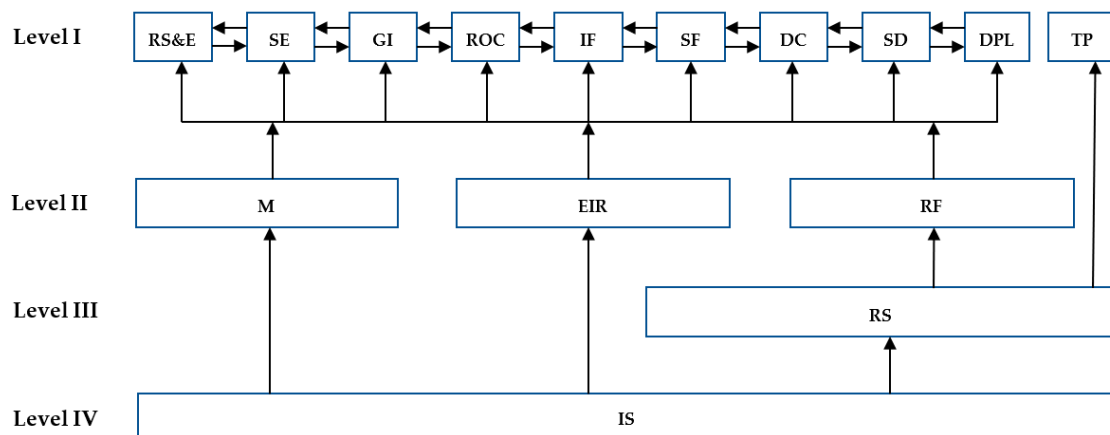 Level I RS&E SE GI ROC IF SF DC SD DPL TP
Level II M EIR RF
Level III RS
Level IV IS